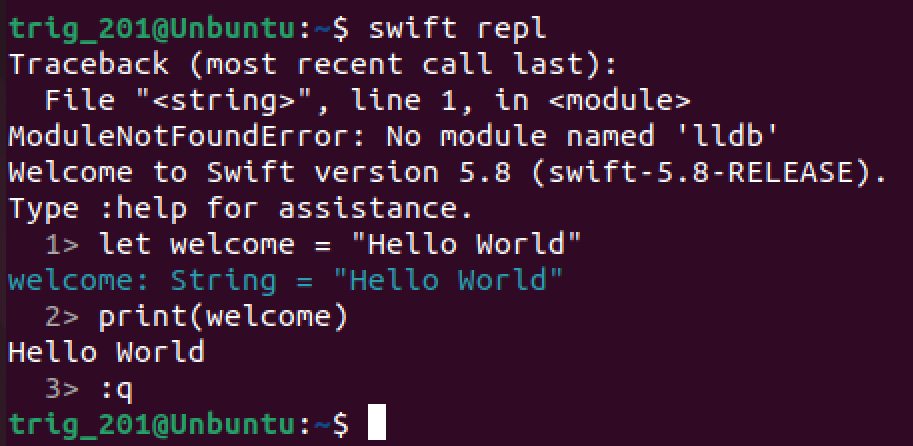 trig_201@Unbuntu:~$ swift repl
Traceback (most recent call last):
  File "<string>", line 1, in <module>
ModuleNotFoundError: No module named 'lldb'
Welcome to Swift version 5.8 (swift-5.8-RELEASE).
Type :help for assistance.
  1> let welcome = "Hello World"
welcome: String = "Hello World"
  2> print(welcome)
Hello World
  3> :q
trig_201@Unbuntu:~$